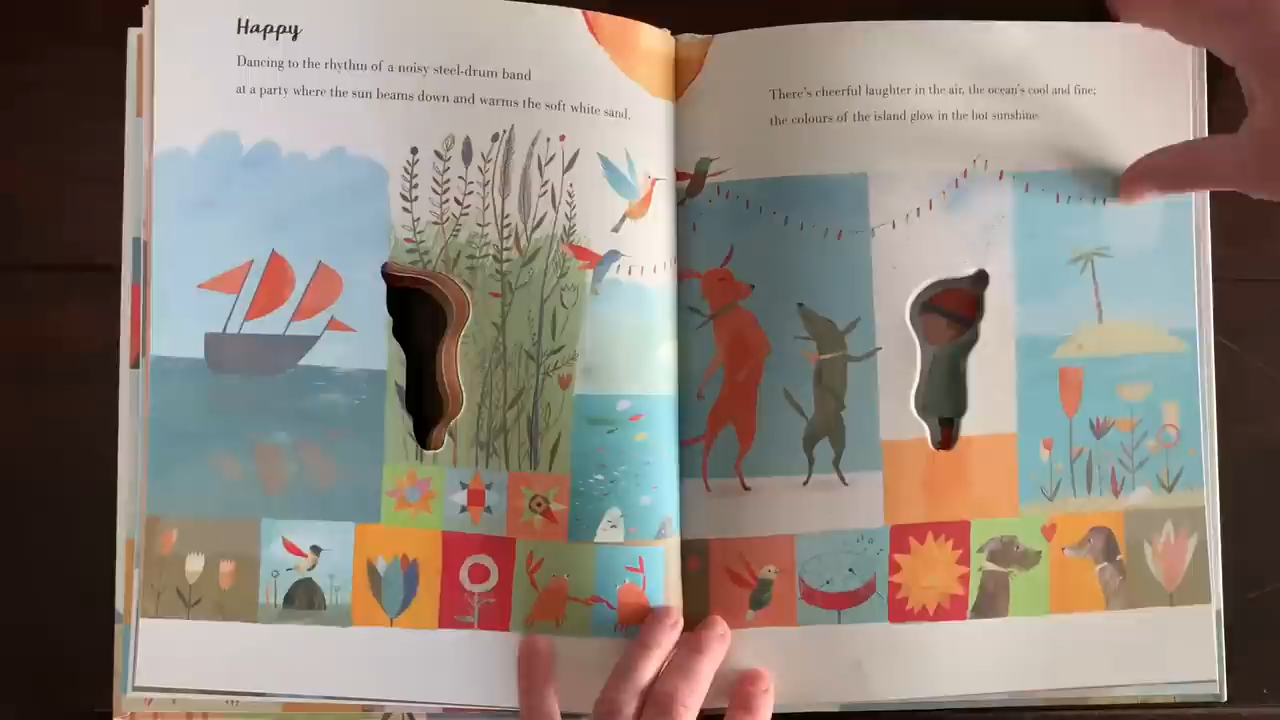 Happy
Dancing to the rhythm of a noisy steel-drum band
at a party where the sun beams down and warms the soft white sand.
There's cheerful laughter in the air, the ocean's cool and fine;
the colours of the island glow in the hot sunshine.